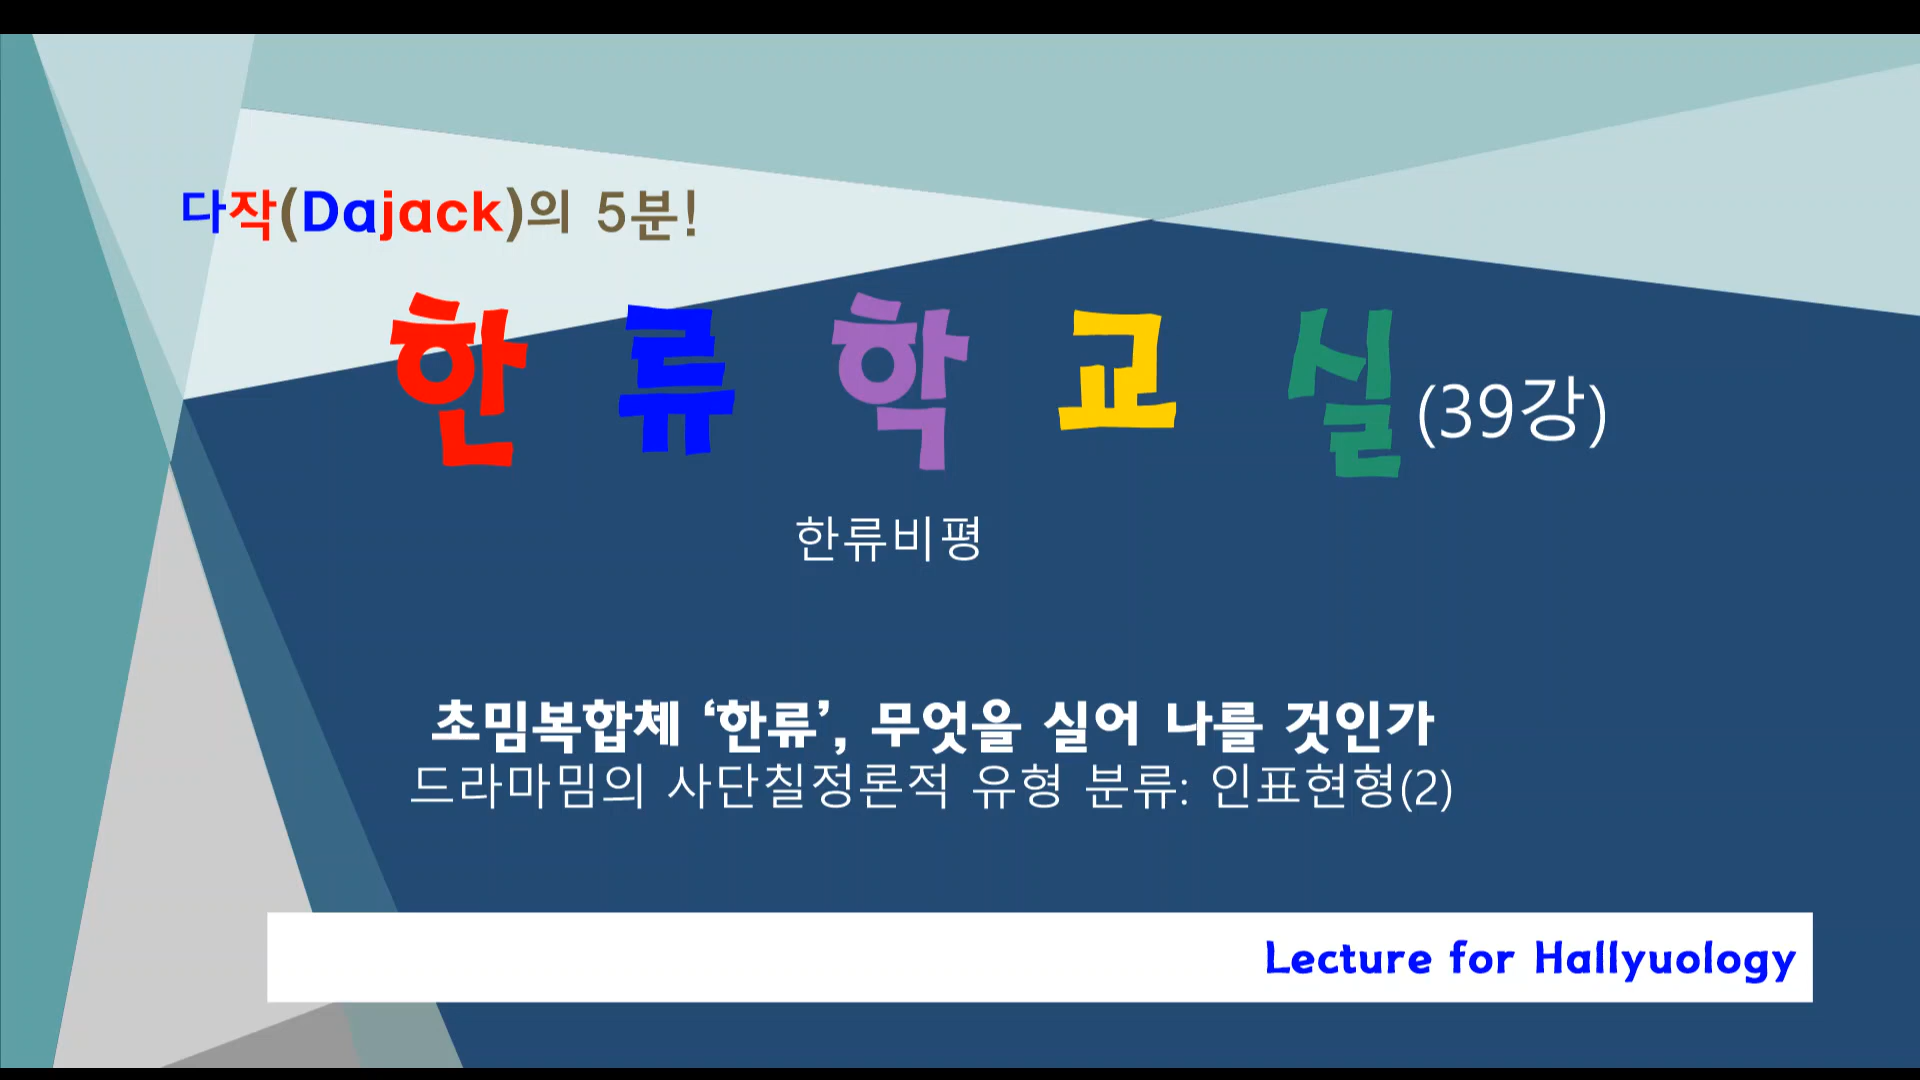 다작(Dajack)의 5분!
한 류 학 교 실(39강)
한류비평
초밈복합체 ‘한류’, 무엇을 실어 나를 것인가
드라마밈의 사단칠정론적 유형 분류: 인표현형(2)
Lecture for Hallyuology